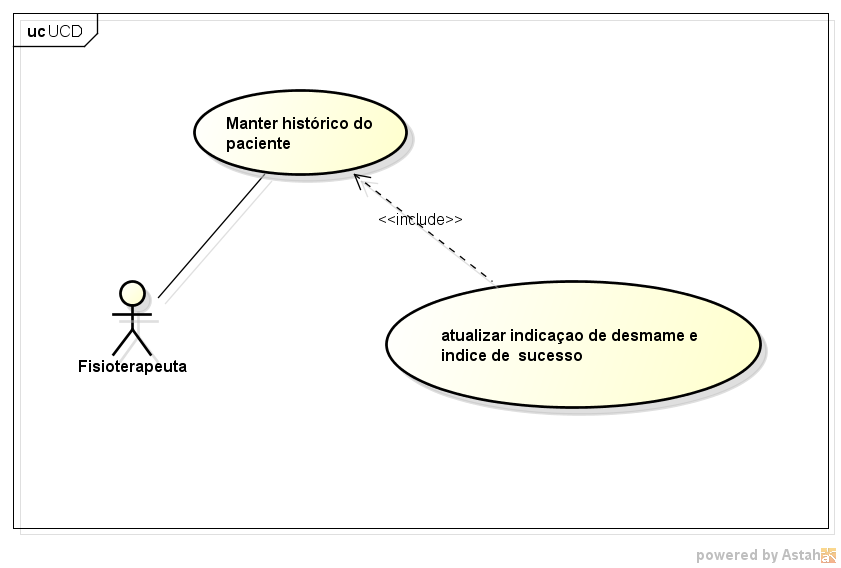 uc UCD
Manter histórico do
paciente
<<include>>
atualizar indicaçao de desmame e
indice de sucesso
Fisioterapeuta
powered by Astah